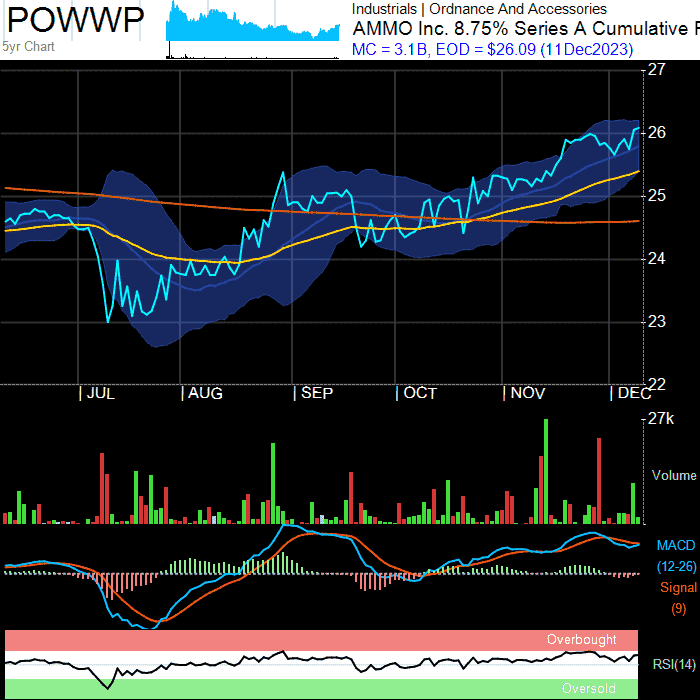 POWWP
5yr Chart
Industrials | Ordnance And Accessories
AMMO Inc. 8.75% Series A Cumulative
MC = 3.1B, EOD = $26.09 (11Dec2023)
27
26
25
24
23
22
| JUL | AUG | SEP | OCT | NOV | DEC
27k
Volume
MACD
(12-26)
Signal
(9)
Overbought
RSI(14)
Oversold